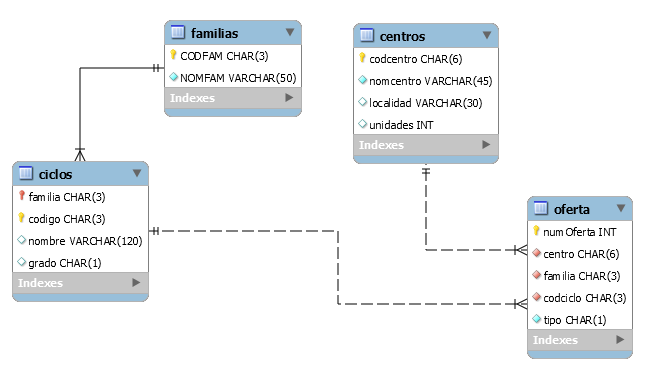 familias
CODFAM CHAR(3)
NOMFAM VARCHAR(50)
Indexes
centros
codcentro CHAR(6)
nomcentro VARCHAR(45)
localidad VARCHAR(30)
unidades INT
Indexes
ciclos
familia CHAR(3)
codigo CHAR(3)
nombre VARCHAR(120)
grado CHAR(1)
Indexes
oferta
numOferta INT
centro CHAR(6)
familia CHAR(3)
codciclo CHAR(3)
tipo CHAR(1)
Indexes